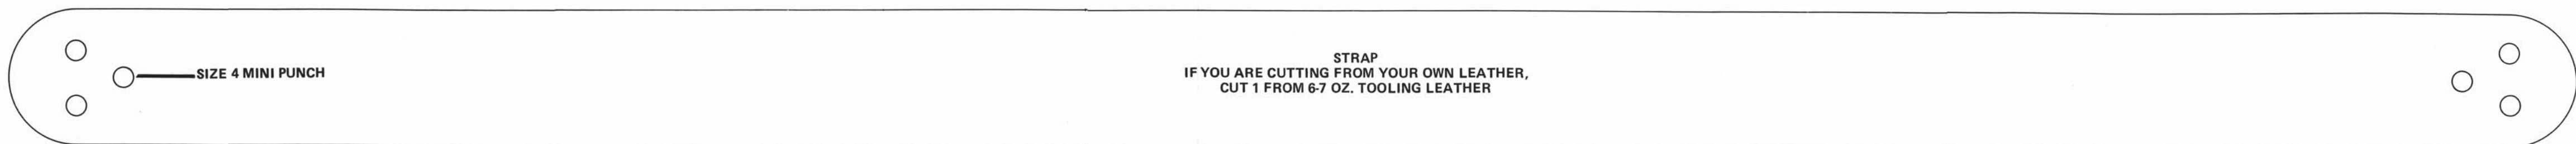 SIZE 4 MINI PUNCH
STRAP
IF YOU ARE CUTTING FROM YOUR OWN LEATHER,
CUT 1 FROM 6-7 OZ. TOOLING LEATHER